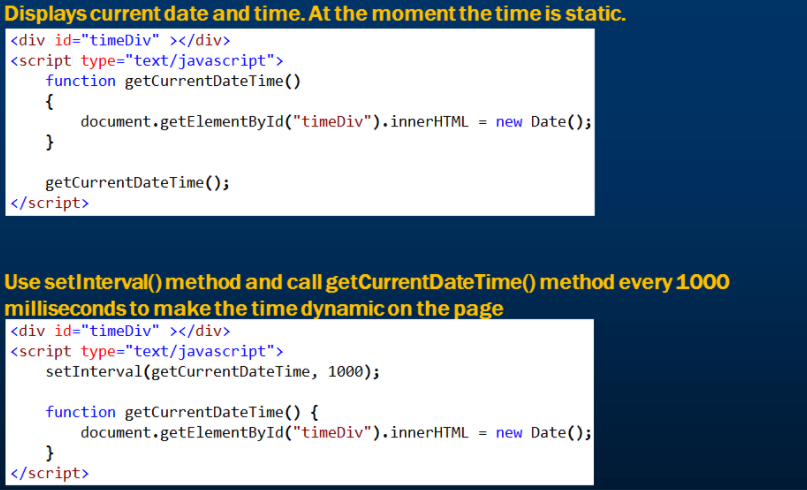 Displays current date and time. At the moment the time is static.
<div id="timeDiv" ></div>
<script type="text/javascript">
    function getCurrentDateTime()
    {
        document.getElementById("timeDiv").innerHTML = new Date();
    }

    getCurrentDateTime();
</script>
Use setInterval() method and call getCurrentDateTime() method every 1000
milliseconds to make the time dynamic on the page
<div id="timeDiv" ></div>
<script type="text/javascript">
    setInterval(getCurrentDateTime, 1000);

    function getCurrentDateTime() {
        document.getElementById("timeDiv").innerHTML = new Date();
    }
</script>